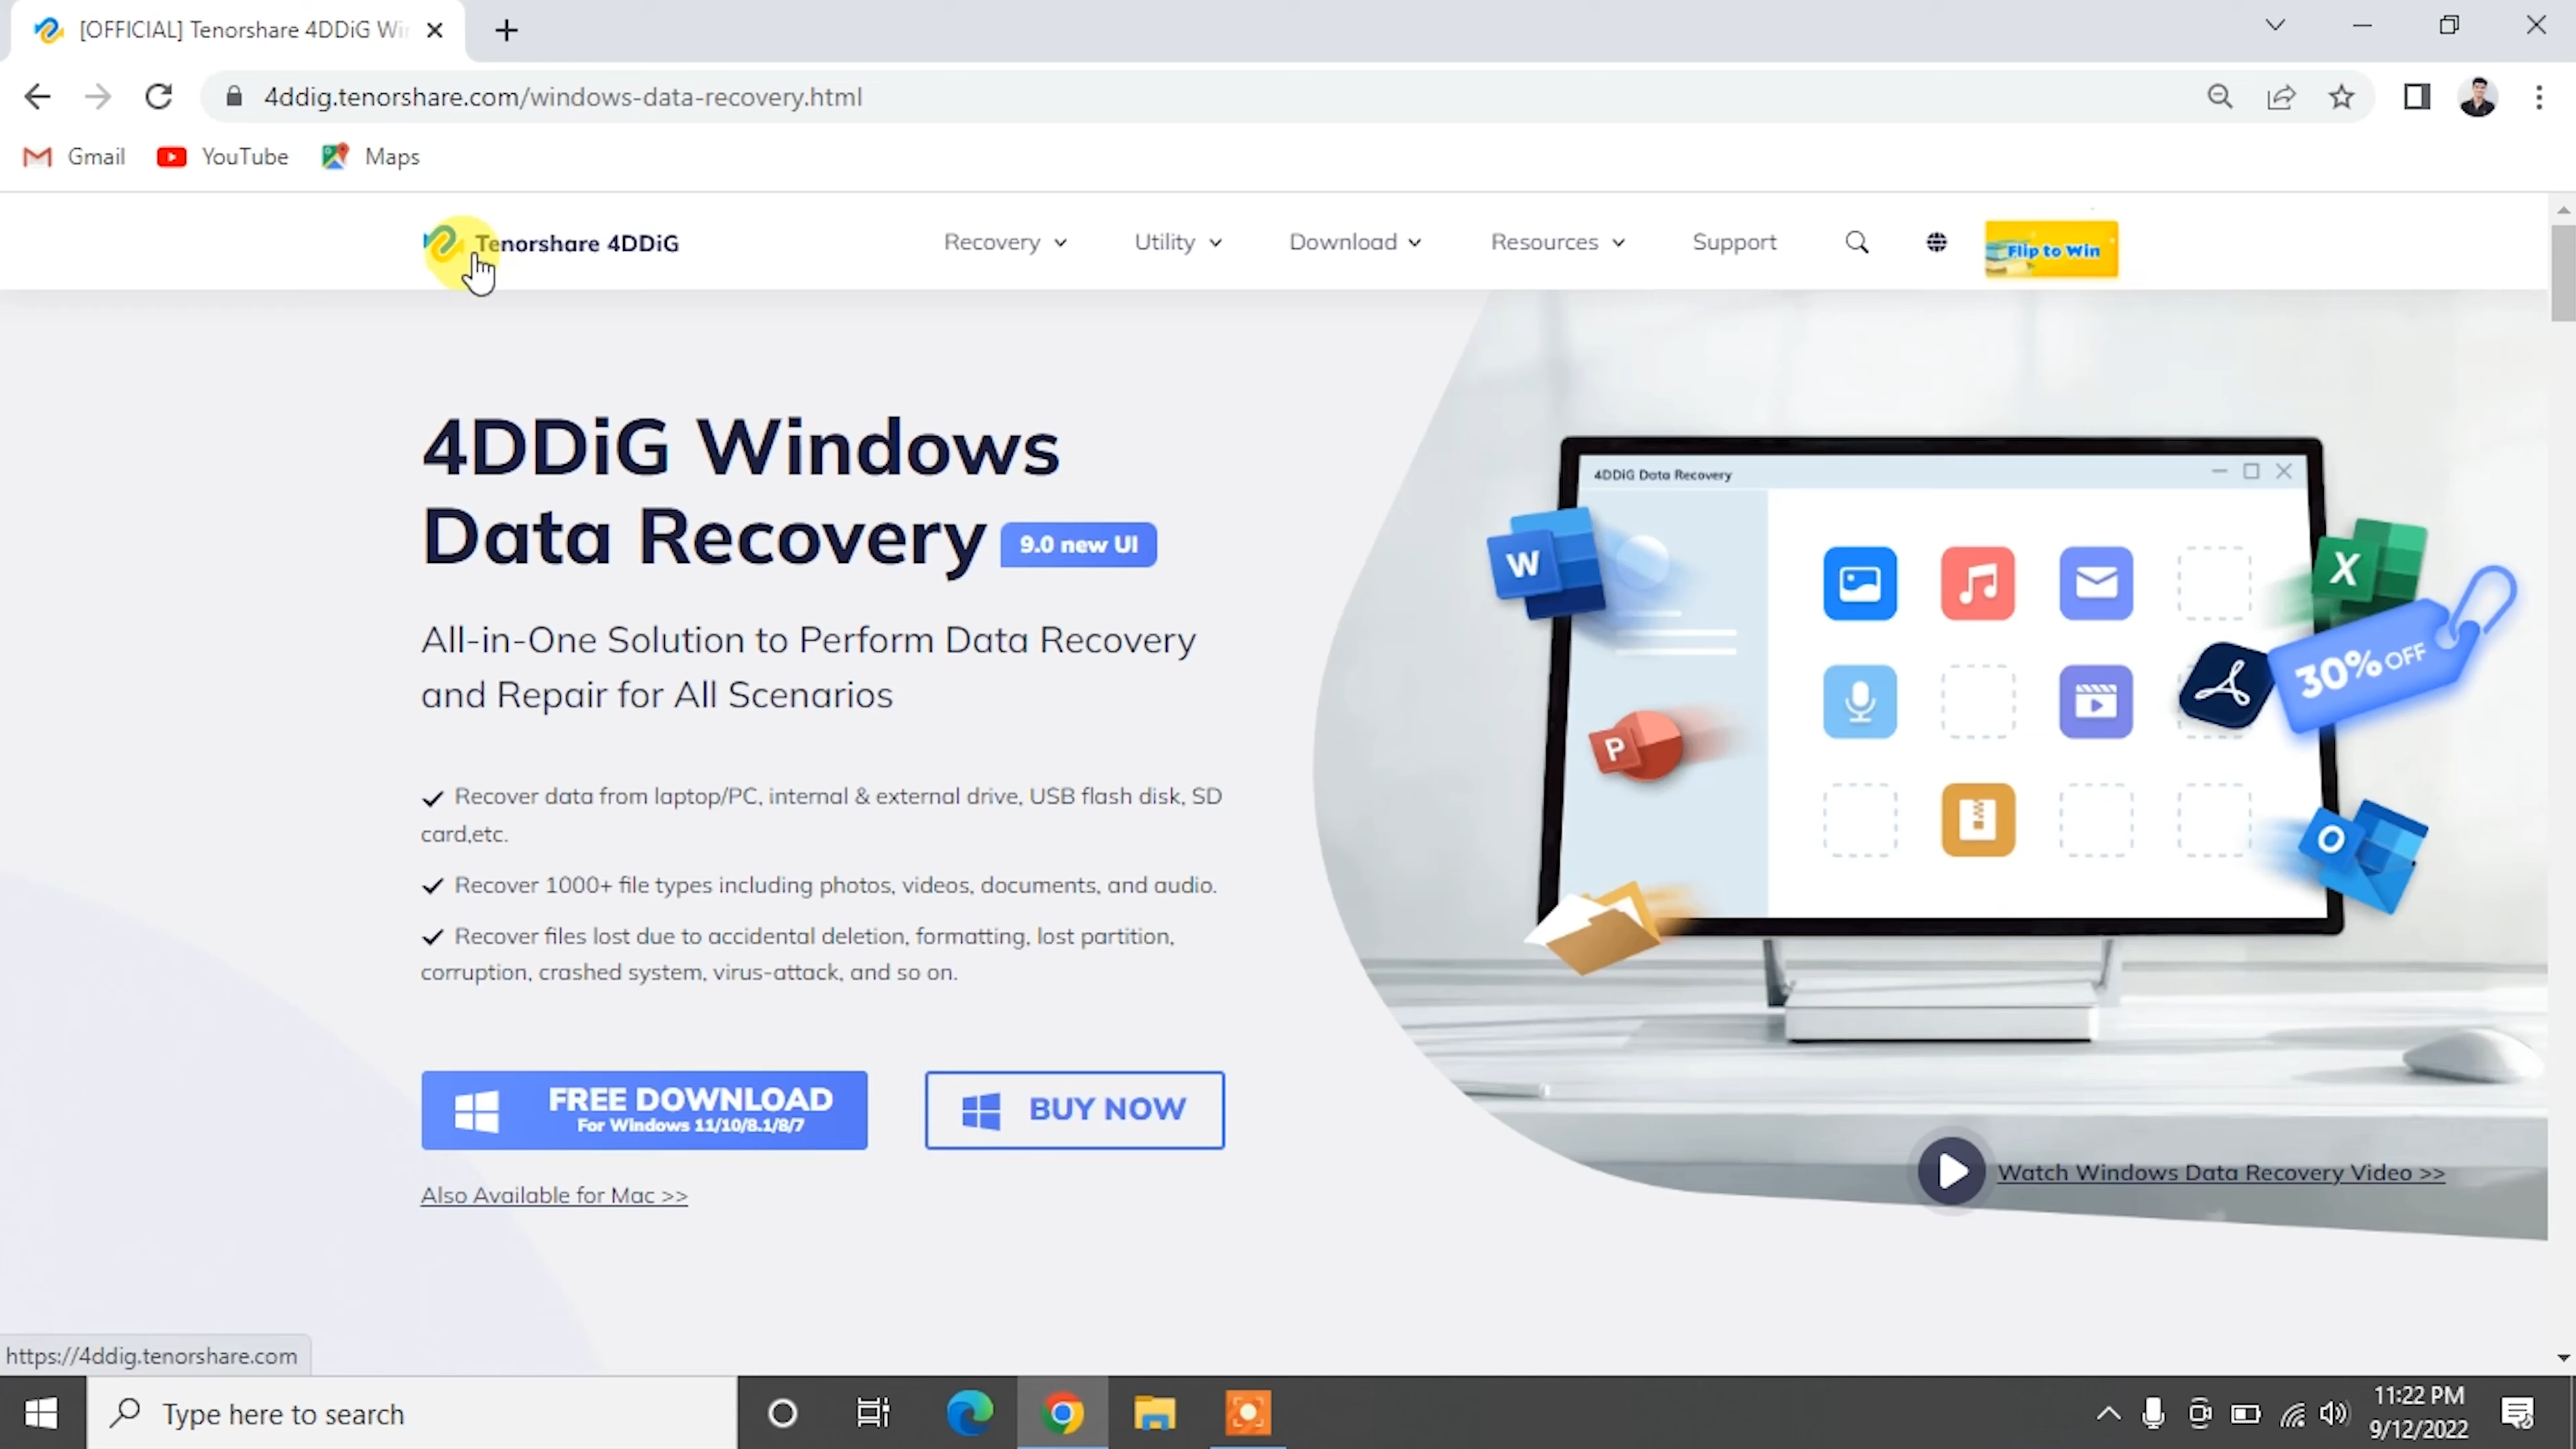 [OFFICIAL] Tenorshare 4DDiG Wi
4ddig.tenorshare.com/windows-data-recovery.html
Gmail
YouTube
Maps
Tenorshare 4DDiG
Recovery
Utility
Download
Resources
Support
Flip to Win
4DDiG Windows
Data Recovery
9.0 new UI
All-in-One Solution to Perform Data Recovery
and Repair for All Scenarios
Recover data from laptop/PC, internal & external drive, USB flash disk, SD
card,etc.
Recover 1000+ file types including photos, videos, documents, and audio.
Recover files lost due to accidental deletion, formatting, lost partition,
corruption, crashed system, virus-attack, and so on.
FREE DOWNLOAD
For Windows 11/10/8.1/8/7
BUY NOW
Also Available for Mac >>
4DDiG Data Recovery
W
X
30% OFF
P
O
Watch Windows Data Recovery Video >>
https://4ddig.tenorshare.com
Type here to search
11:22 PM
9/12/2022